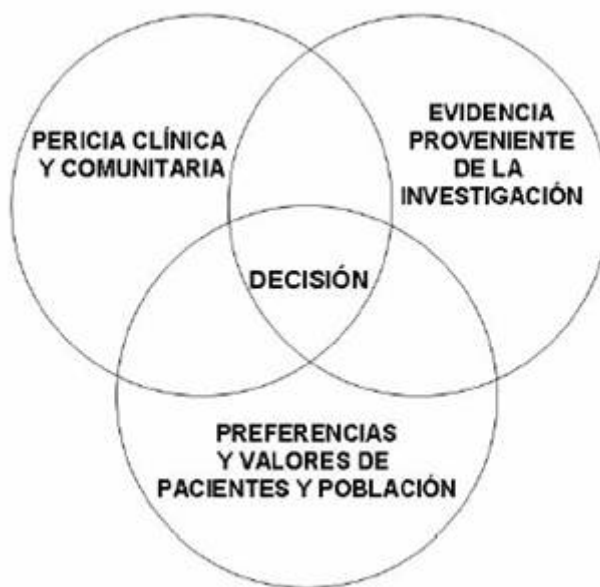 PERICIA CLÍNICA
Y COMUNITARIA
EVIDENCIA
PROVENIENTE
DE LA
INVESTIGACIÓN
DECISIÓN
PREFERENCIAS
Y VALORES DE
PACIENTES Y POBLACIÓN